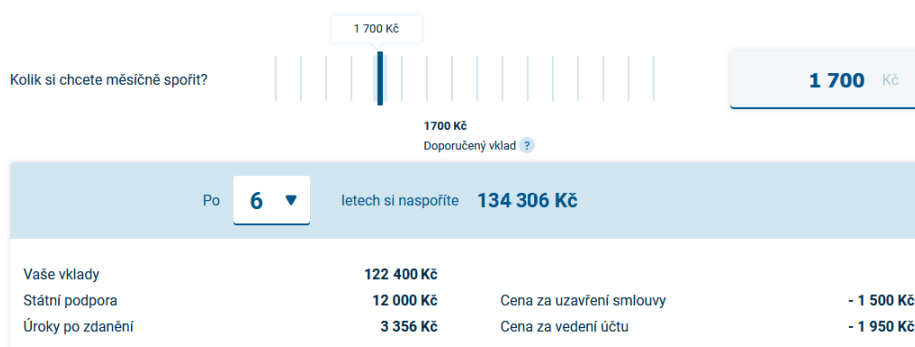 1 700 Kč
Kolik si chcete měsíčně spořit?
1 700 Kč
1700 Kč
Doporučený vklad ?
Po 6 letech si naspoříte 134 306 Kč
Vaše vklady 122 400 Kč
Státní podpora 12 000 Kč Cena za uzavření smlouvy - 1 500 Kč
Úroky po zdanění 3 356 Kč Cena za vedení účtu - 1 950 Kč